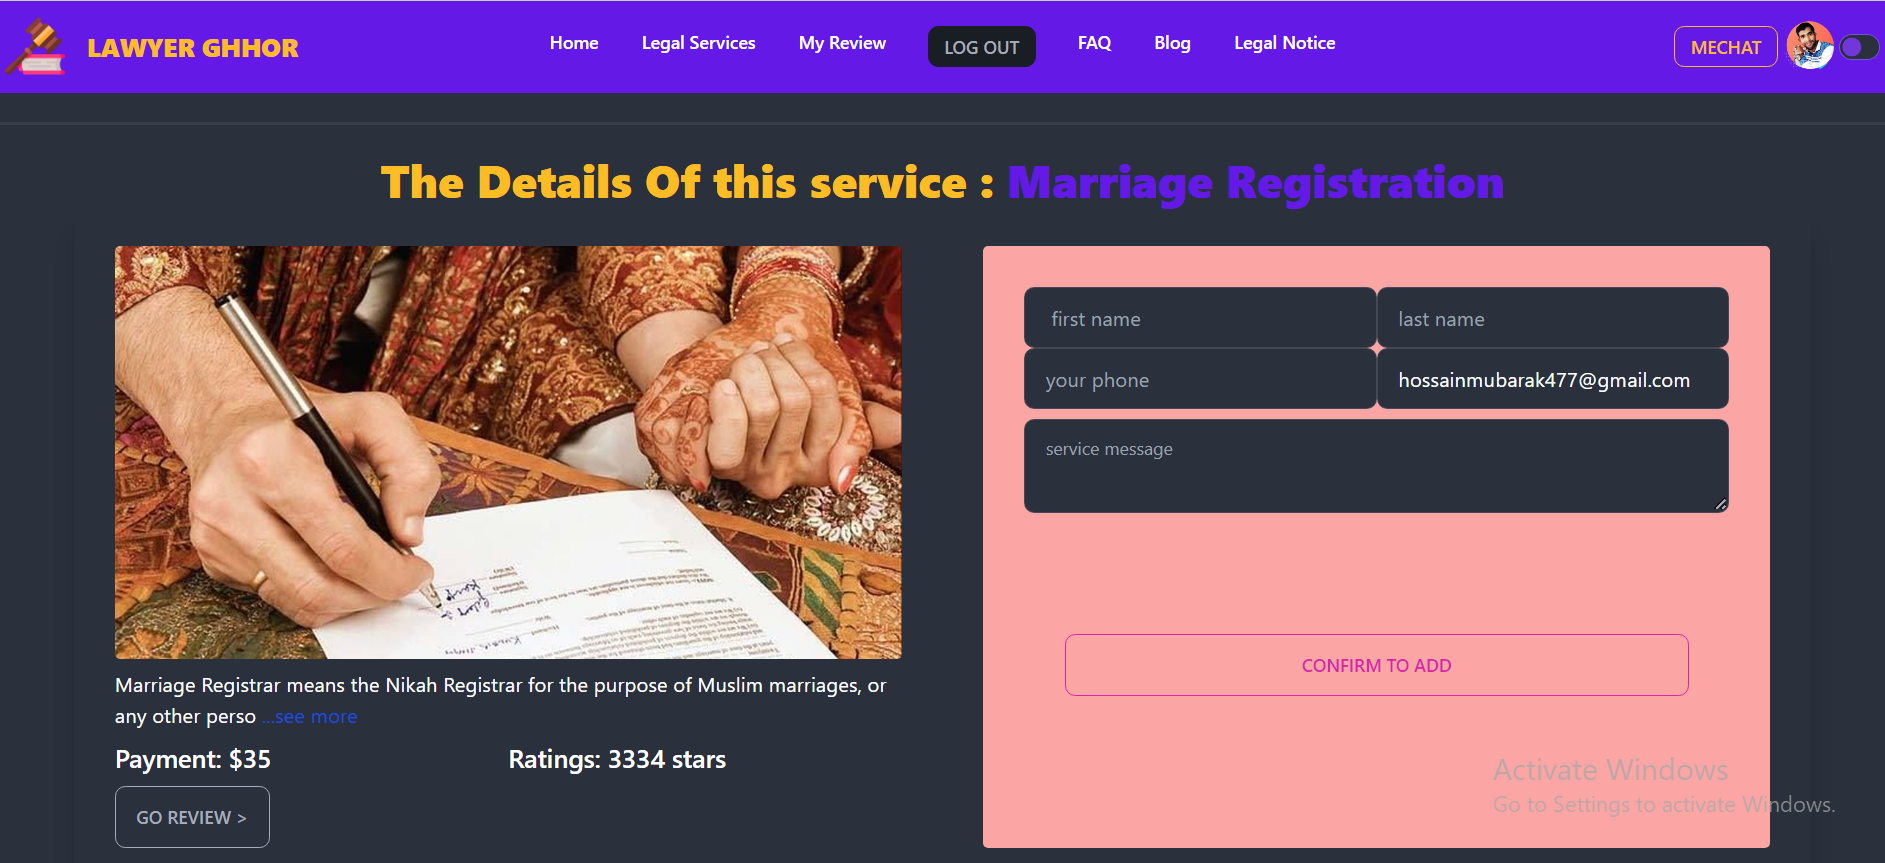 LAWYER GHHOR
Home Legal Services My Review LOG OUT FAQ Blog Legal Notice MECHAT
The Details Of this service : Marriage Registration
first name last name
your phone hossainmubarak477@gmail.com
service message
Marriage Registrar means the Nikah Registrar for the purpose of Muslim marriages, or
any other perso ...see more
Payment: $35 Ratings: 3334 stars
GO REVIEW >
CONFIRM TO ADD
Activate Windows
Go to Settings to activate Windows.